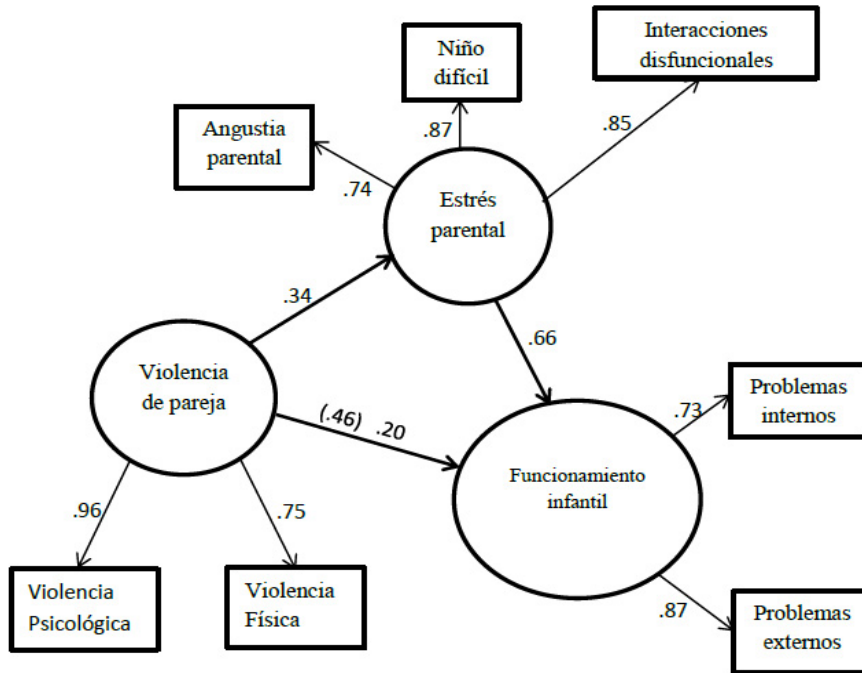 Interacciones
disfuncionales
Niño
difícil
.87
.85
Angustia
parental
.74
Estrés
parental
.34
.66
Violencia
de pareja
(.46) .20
Problemas
internos
.73
Funcionamiento
infantil
.96
.75
Violencia
Psicológica
Violencia
Física
.87
Problemas
externos